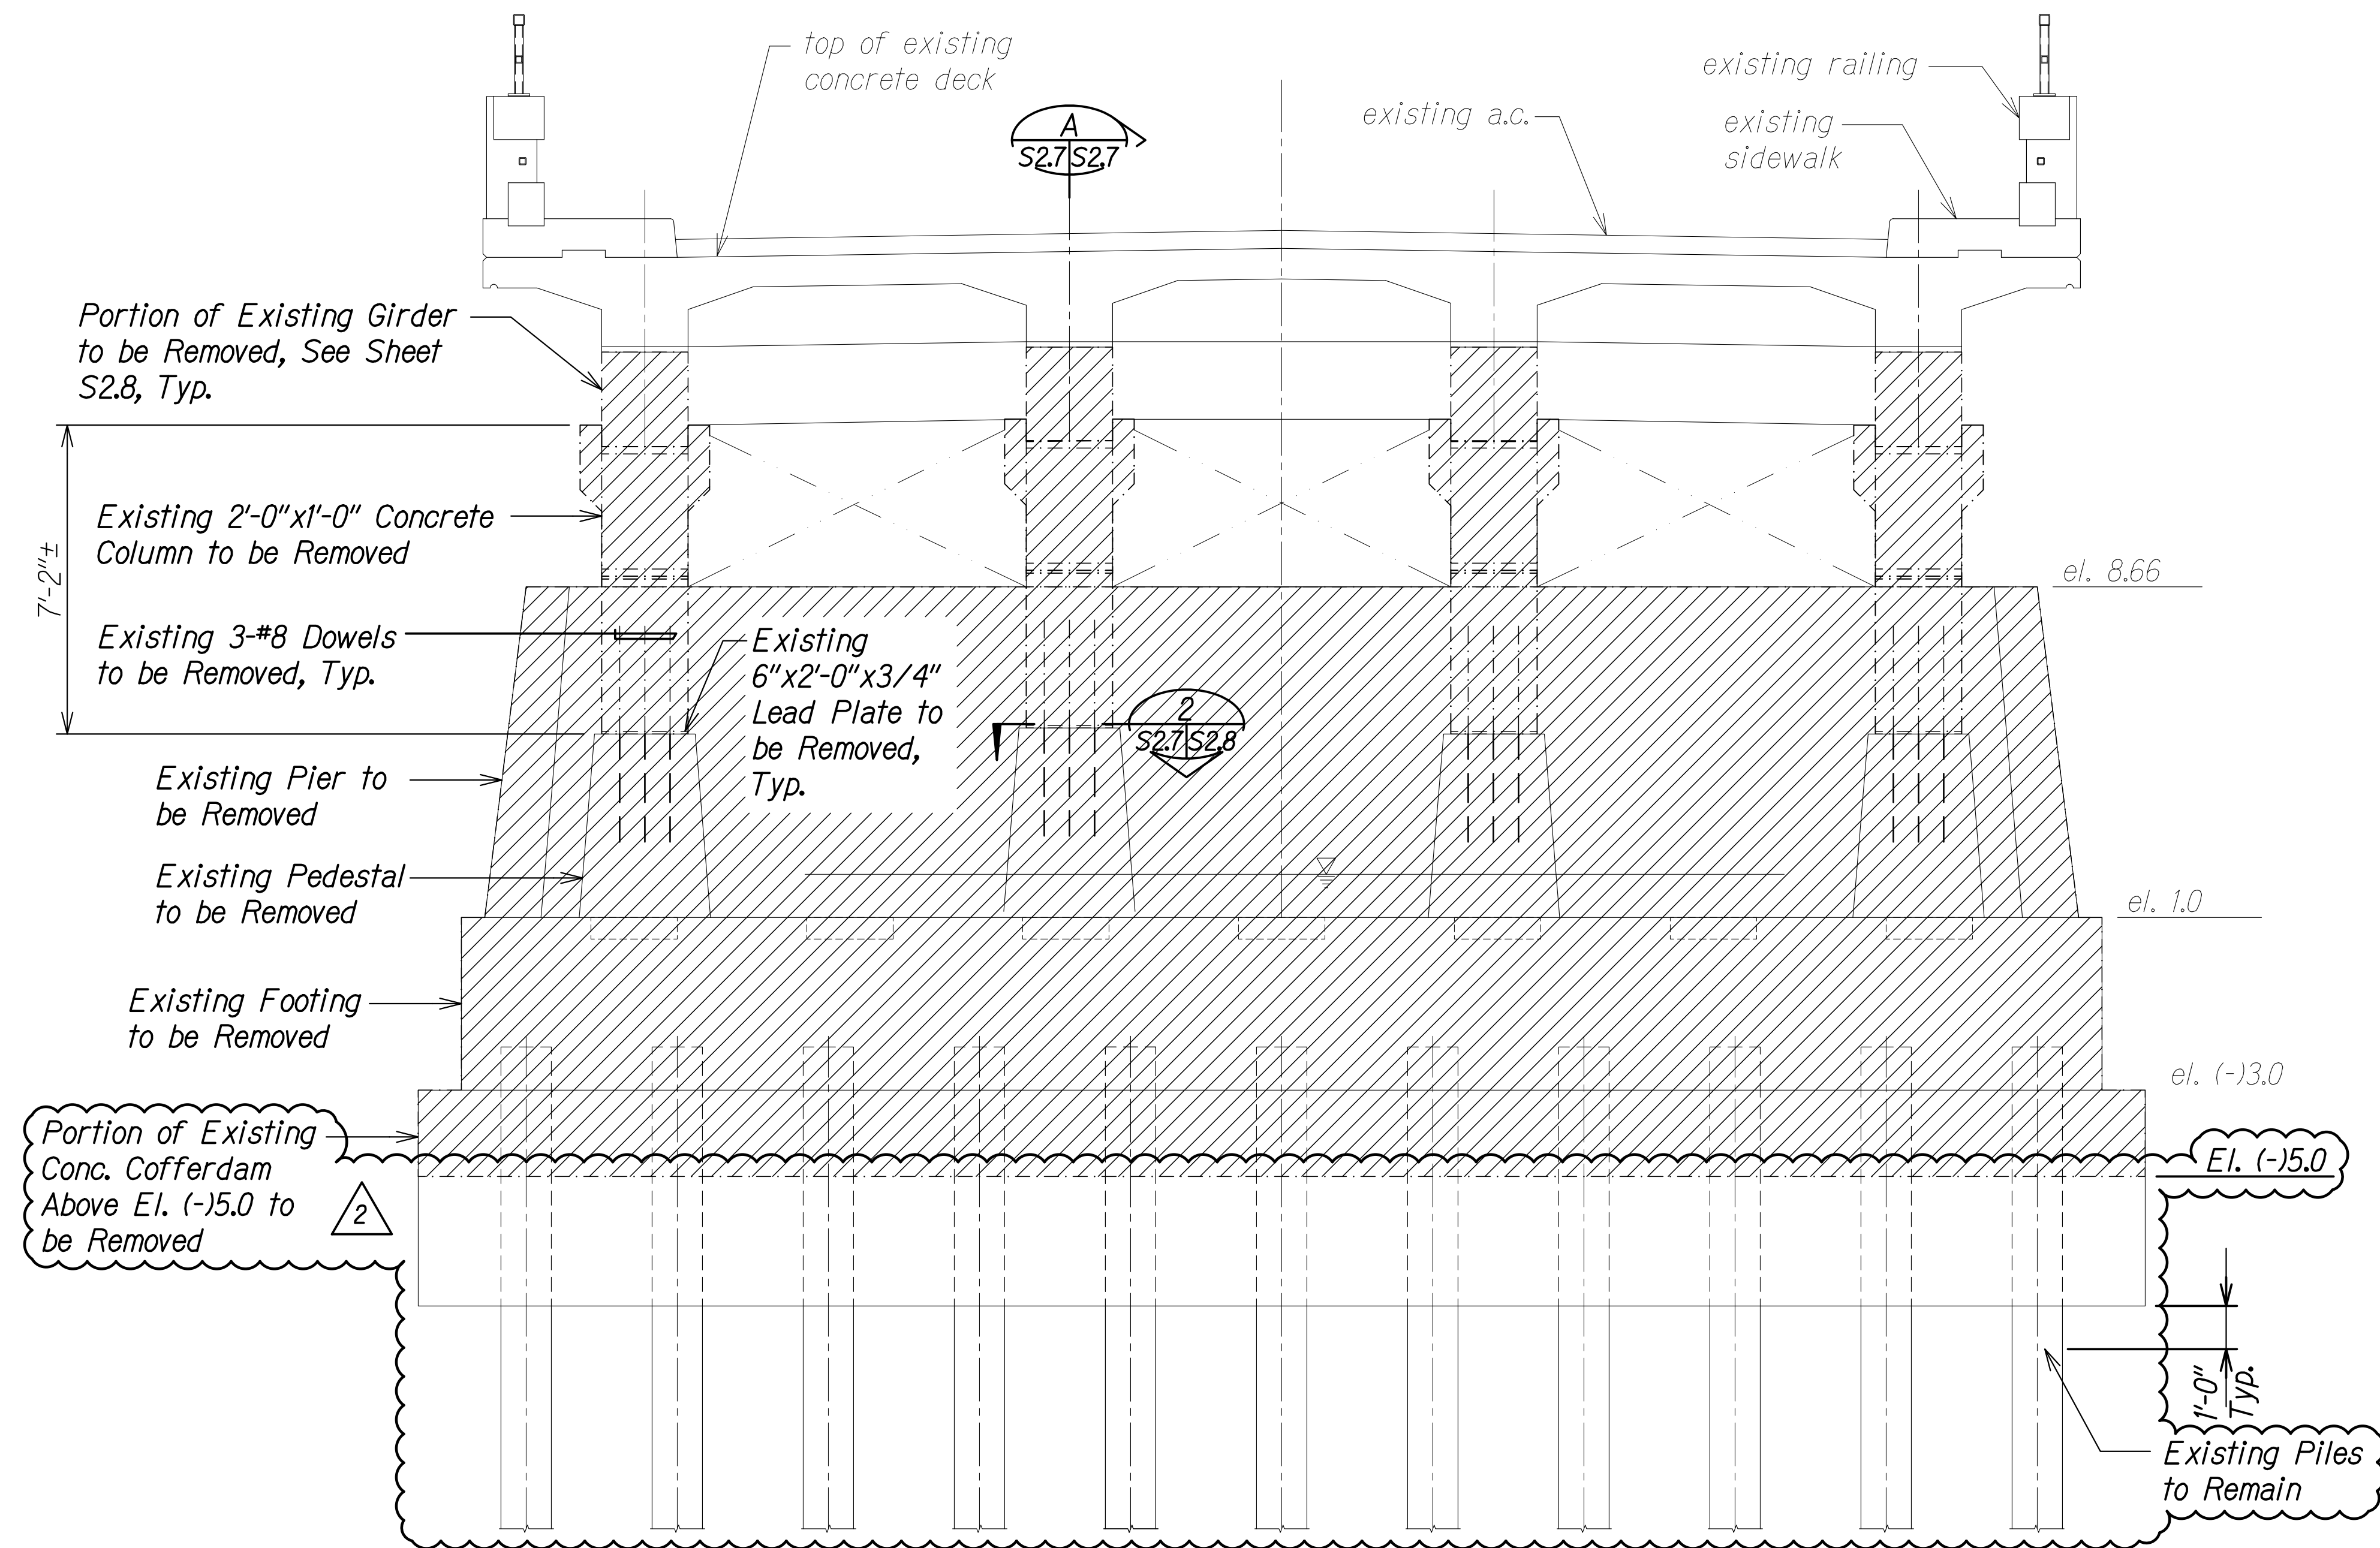 top of existing
concrete deck
existing railing
existing a.c.
existing
sidewalk
A
S2.7 S2.7
Portion of Existing Girder
to be Removed, See Sheet
S2.8, Typ.
7'-2"±
Existing 2'-0"x1'-0" Concrete
Column to be Removed
el. 8.66
Existing 3-#8 Dowels
to be Removed, Typ.
Existing
6"x2'-0"x3/4"
Lead Plate to
be Removed,
Typ.
2
S2.7 S2.8
Existing Pier to
be Removed
Existing Pedestal
to be Removed
el. 1.0
Existing Footing
to be Removed
el. (-)3.0
Portion of Existing
Conc. Cofferdam
Above El. (-)5.0 to
be Removed
2
El. (-)5.0
1'-0"
Typ.
Existing Piles
to Remain